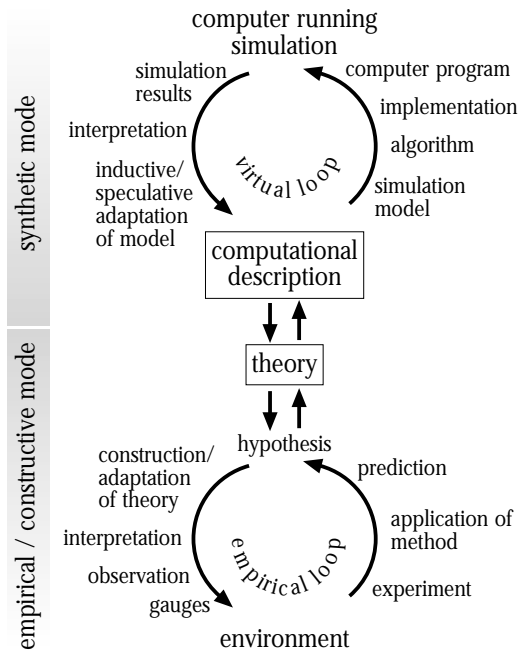 computer running
simulation
simulation
results
interpretation
inductive/
speculative
adaptation
of model
virtual loop
computer program
implementation
algorithm
simulation
model
synthetic mode
computational
description
theory
hypothesis
construction/
adaptation
of theory
interpretation
observation
gauges
empirical loop
prediction
application of
method
experiment
environment
empirical / constructive mode